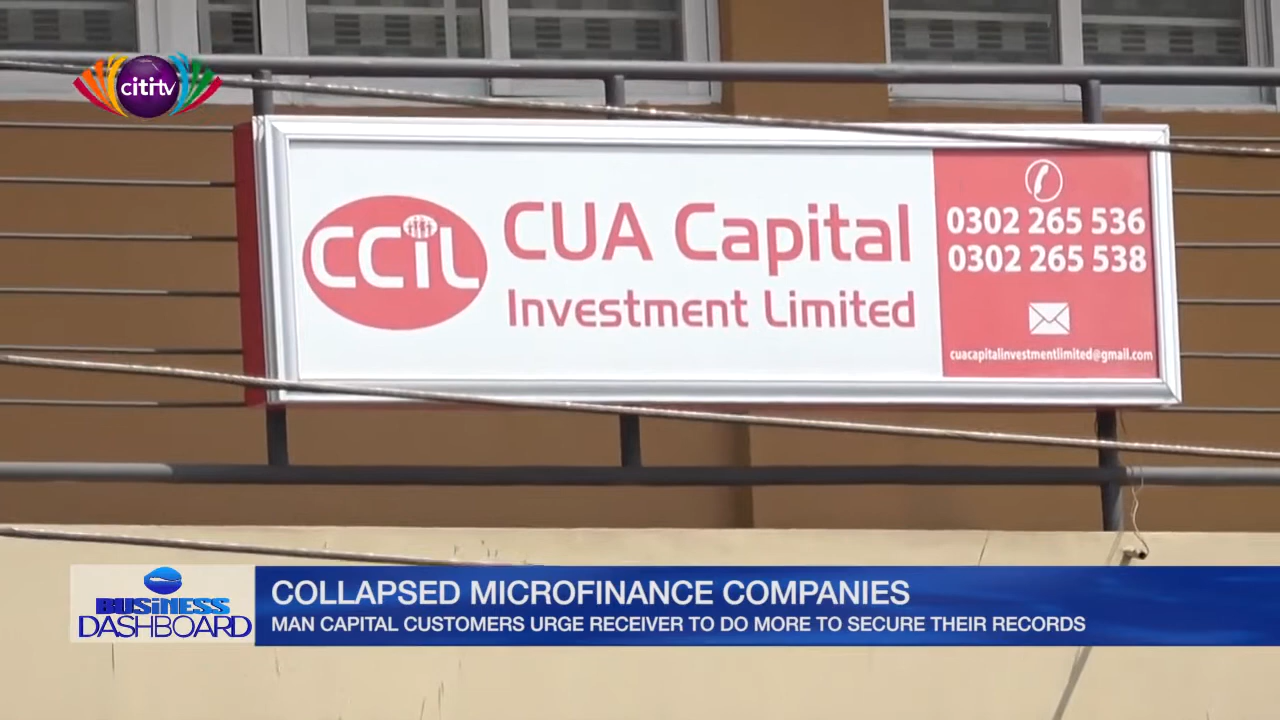 citi tv
CCiL
CUA Capital
Investment Limited
0302 265 536
0302 265 538
cuacapitalinvestmentlimited@gmail.com
BUSiNESS
DASHBOARD
COLLAPSED MICROFINANCE COMPANIES
MAN CAPITAL CUSTOMERS URGE RECEIVER TO DO MORE TO SECURE THEIR RECORDS